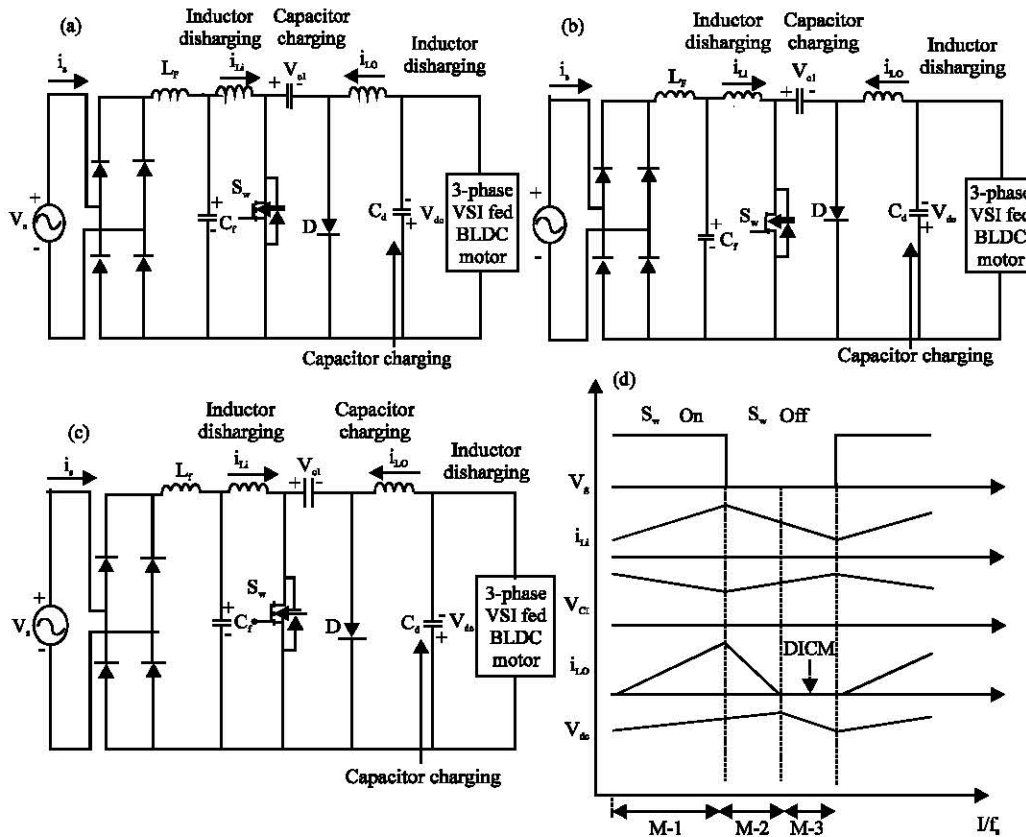 (a)
Inductor
disharging
Capacitor
charging
Inductor
disharging
i_s
L_F
i_Li
V_c1
+ -
i_LO
S_w
+
V_s
-
+
C_f
-
D
-
C_d
+
V_dc
3-phase
VSI fed
BLDC
motor
Capacitor charging
(b)
Inductor
disharging
Capacitor
charging
Inductor
disharging
i_s
L_F
i_Li
V_c1
+ -
i_LO
+
V_s
-
S_w
+
C_f
-
D
-
C_d
+
V_dc
3-phase
VSI fed
BLDC
motor
Capacitor charging
(c)
Inductor
disharging
Capacitor
charging
Inductor
disharging
i_s
L_f
i_Li
V_c1
+ -
i_LO
+
V_s
-
S_w
+
C_f
-
D
-
C_d
+
V_dc
3-phase
VSI fed
BLDC
motor
Capacitor charging
(d)
S_w On S_w Off
V_g
i_Li
V_C1
DICM
i_LO
V_dc
M-1 M-2 M-3
I/f_s